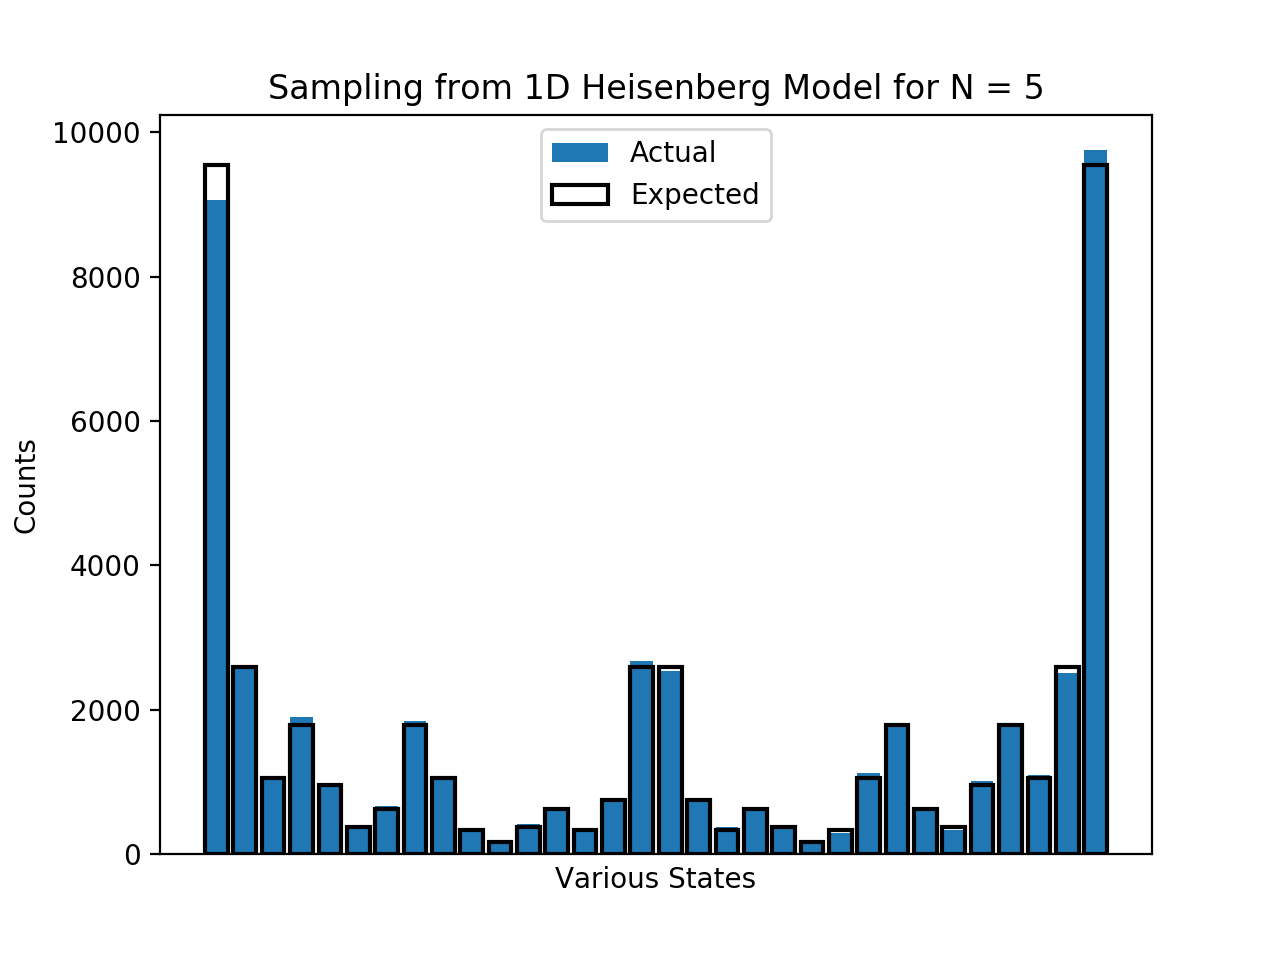 Sampling from 1D Heisenberg Model for N = 5
10000
8000
6000
4000
2000
0
Counts
Actual
Expected
Various States